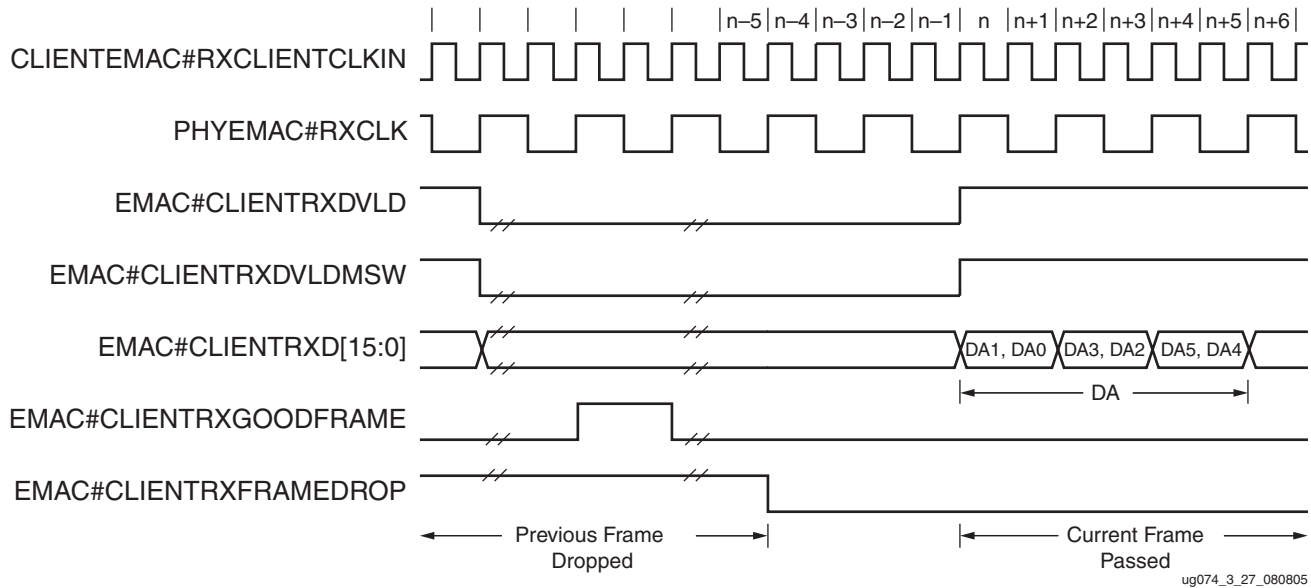 n–5 n–4 n–3 n–2 n–1 n n+1 n+2 n+3 n+4 n+5 n+6
CLIENTEMAC#RXCLIENTCLKIN
PHYEMAC#RXCLK
EMAC#CLIENTRXDVLD
EMAC#CLIENTRXDVLDMSW
EMAC#CLIENTRXD[15:0] DA1, DA0 DA3, DA2 DA5, DA4
DA
EMAC#CLIENTRXGOODFRAME
EMAC#CLIENTRXFRAMEDROP
Previous Frame Current Frame
Dropped Passed
ug074_3_27_080805